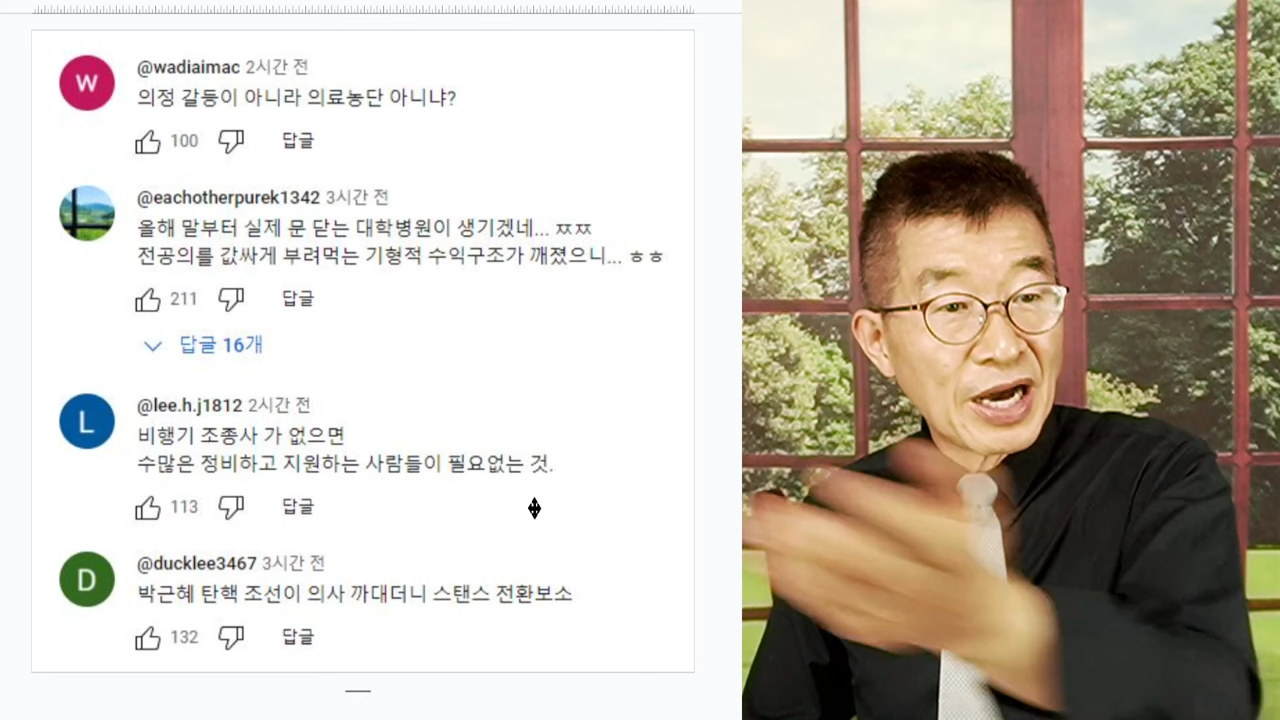 W
@wadiaimac 2시간 전
의정 갈등이 아니라 의료농단 아니냐?
100 답글
@eachotherpurek1342 3시간 전
올해 말부터 실제 문 닫는 대학병원이 생기겠네... ㅉㅉ
전공의를 값싸게 부려먹는 기형적 수익구조가 깨졌으니... ㅎㅎ
211 답글
답글 16개
L
@lee.h.j1812 2시간 전
비행기 조종사 가 없으면
수많은 정비하고 지원하는 사람들이 필요없는 것.
113 답글
D
@ducklee3467 3시간 전
박근혜 탄핵 조선이 의사 까대더니 스탠스 전환보소
132 답글